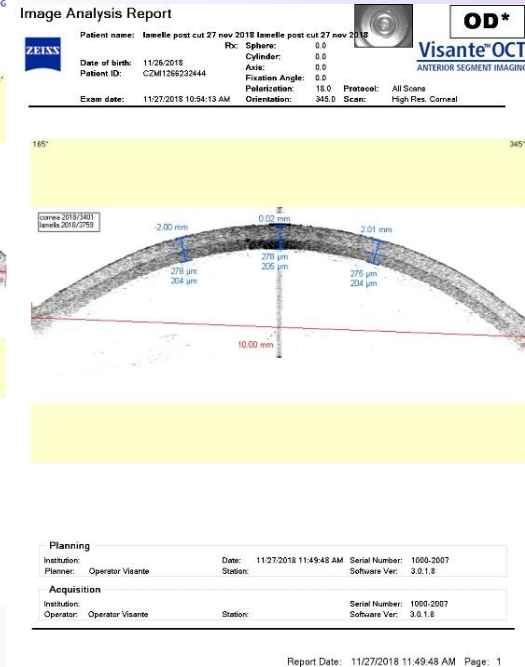 Image Analysis Report
OD*
ZEISS
Visante™ OCT
ANTERIOR SEGMENT IMAGING
Patient name: lamelle post cut 27 nov 2018 lamelle post cut 27 nov 2018
Rx: Sphere: 0.0
Cylinder: 0.0
Date of birth: 11/26/2018 Axis: 0.0
Patient ID: CZMI1266232444 Fixation Angle: 0.0
Polarization: 18.0 Protocol: All Scans
Exam date: 11/27/2018 10:54:13 AM Orientation: 345.0 Scan: High Res. Corneal
165° 345°
cornea 2018/3401
lamella 2018/3759
-2.00 mm 0.02 mm 2.01 mm
278 µm 278 µm 275 µm
204 µm 205 µm 204 µm
10.00 mm
Planning
Institution: Date: 11/27/2018 11:49:48 AM Serial Number: 1000-2007
Planner: Operator Visante Station: Software Ver: 3.0.1.8
Acquisition
Institution: Serial Number: 1000-2007
Operator: Operator Visante Station: Software Ver: 3.0.1.8
Report Date: 11/27/2018 11:49:48 AM Page: 1